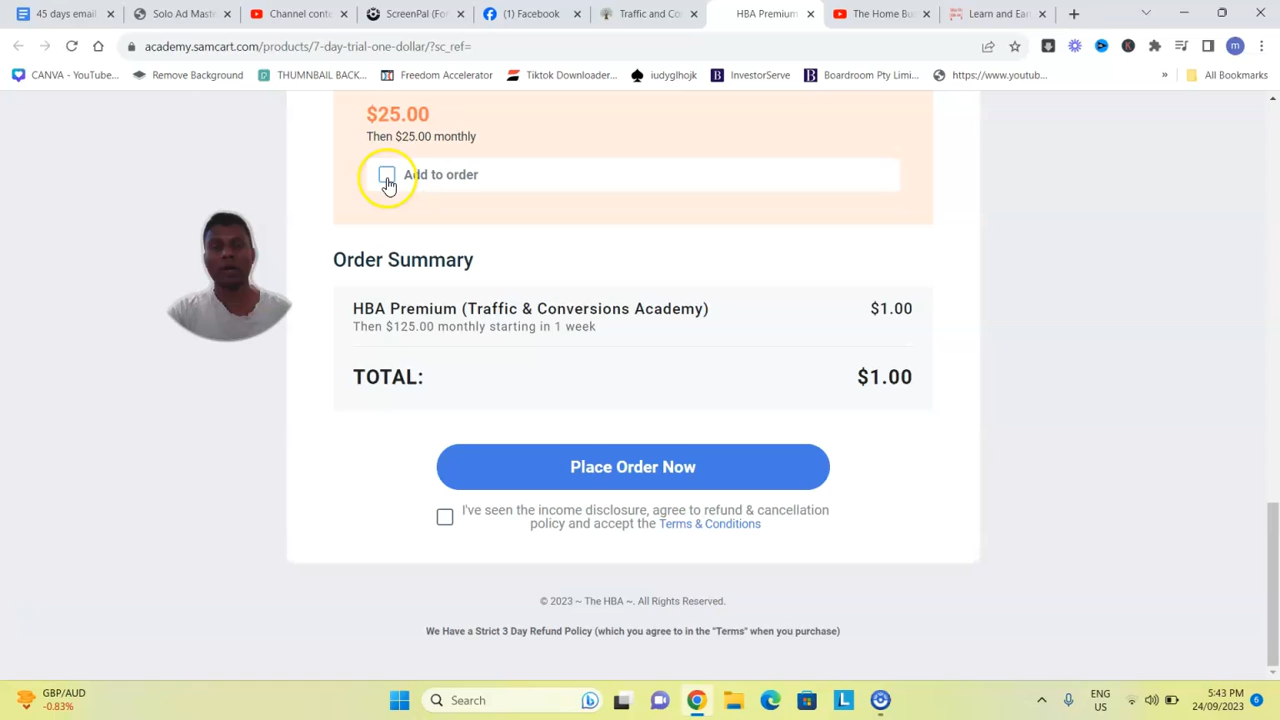 45 days email
Solo Ad Maste
Channel conte
ScreenPal (Fo
(1) Facebook
Traffic and Co
HBA Premium
The Home Bu
Learn and Ear
academy.samcart.com/products/7-day-trial-one-dollar/?sc_ref=
m
CANVA - YouTube...
Remove Background
THUMNBAIL BACK...
Freedom Accelerator
Tiktok Downloader...
iudyglhojk
InvestorServe
Boardroom Pty Limi...
https://www.youtub...
»
All Bookmarks
$25.00
Then $25.00 monthly
Add to order
Order Summary
HBA Premium (Traffic & Conversions Academy) $1.00
Then $125.00 monthly starting in 1 week
TOTAL: $1.00
Place Order Now
I've seen the income disclosure, agree to refund & cancellation
policy and accept the Terms & Conditions
© 2023 ~ The HBA ~. All Rights Reserved.
We Have a Strict 3 Day Refund Policy (which you agree to in the "Terms" when you purchase)
GBP/AUD
-0.83%
Search
ENG
US
5:43 PM
24/09/2023
6